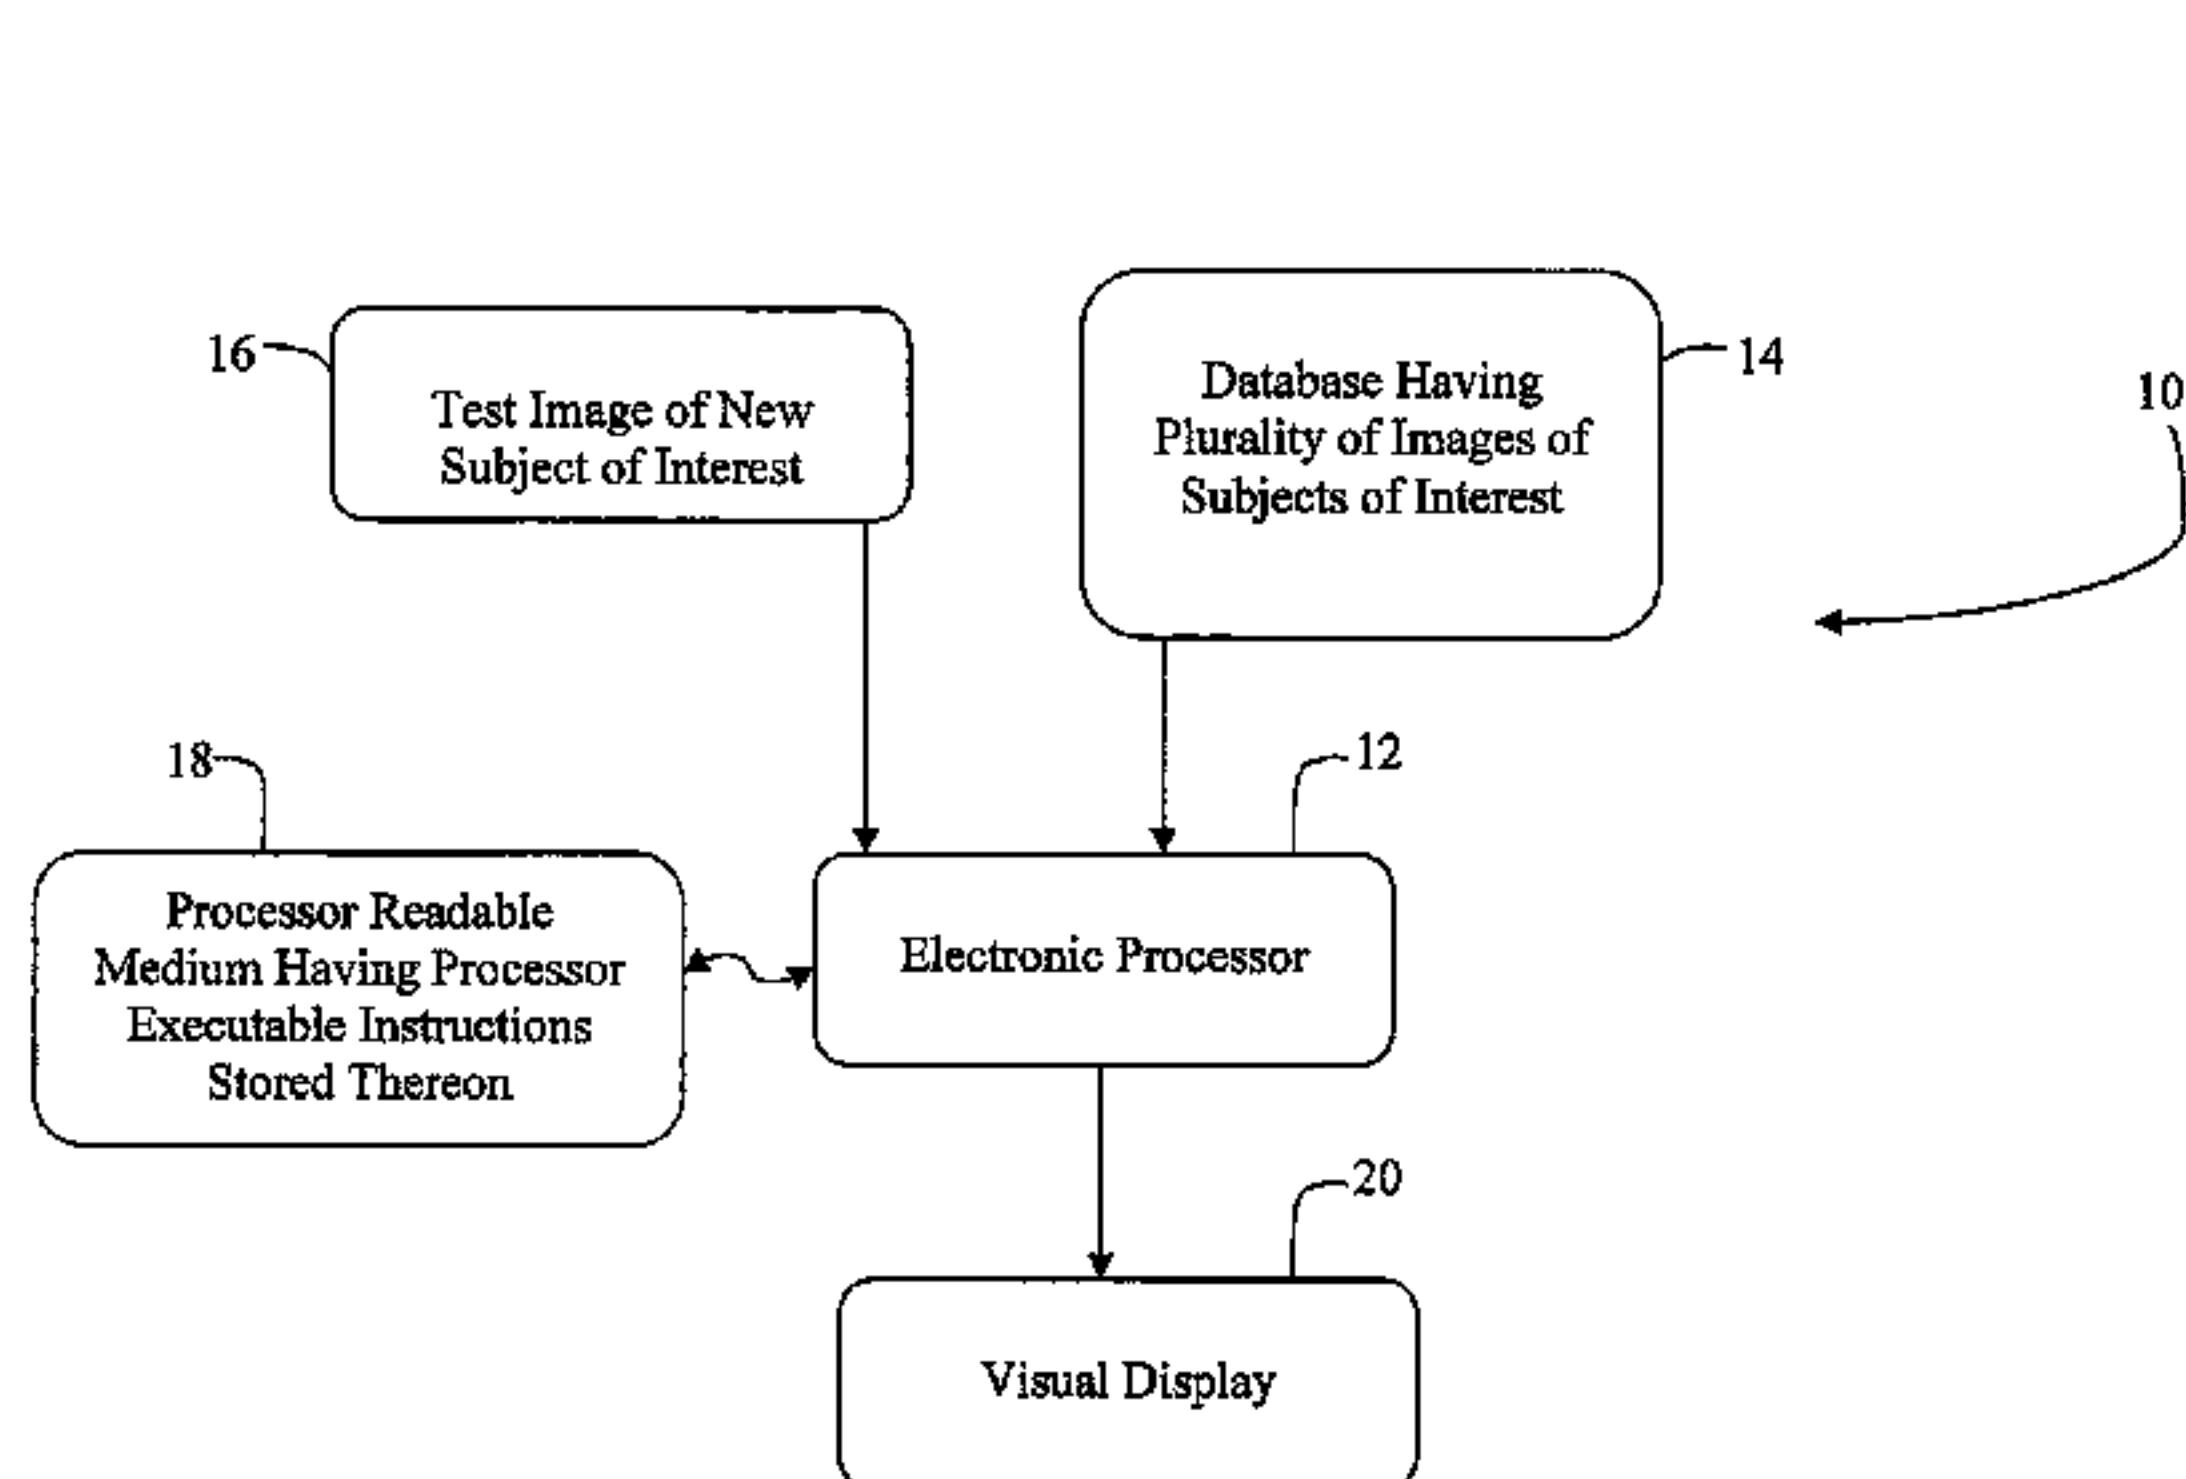 16
Test Image of New
Subject of Interest
Database Having
Plurality of Images of
Subjects of Interest
14
10
18
12
Processor Readable
Medium Having Processor
Executable Instructions
Stored Thereon
Electronic Processor
20
Visual Display